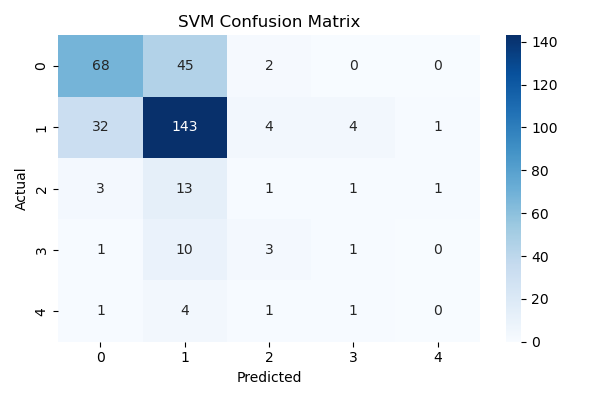 SVM Confusion Matrix
0 68 45 2 0 0
1 32 143 4 4 1
2 3 13 1 1 1
3 1 10 3 1 0
4 1 4 1 1 0
0 1 2 3 4
Predicted
Actual
140
120
100
80
60
40
20
0